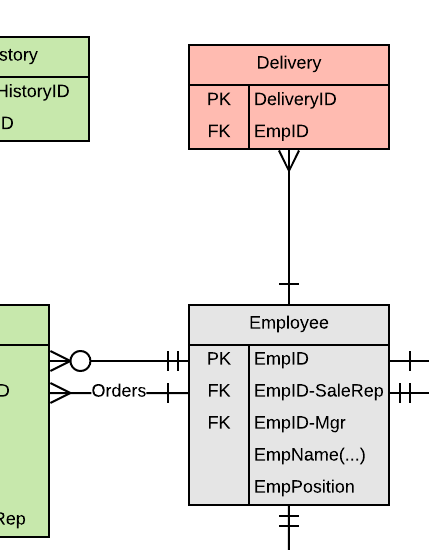 story
HistoryID
D
Delivery
PK DeliveryID
FK EmpID
D
Rep
Orders
Employee
PK EmpID
FK EmpID-SaleRep
FK EmpID-Mgr
EmpName(...)
EmpPosition